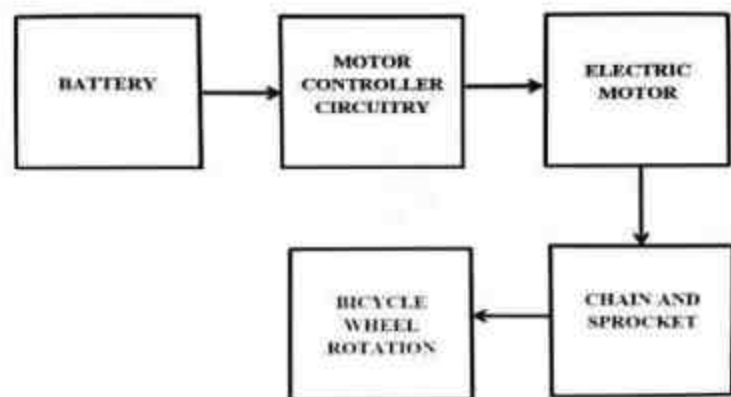 BATTERY
MOTOR
CONTROLLER
CIRCUITRY
ELECTRIC
MOTOR
CHAIN AND
SPROCKET
BICYCLE
WHEEL
ROTATION